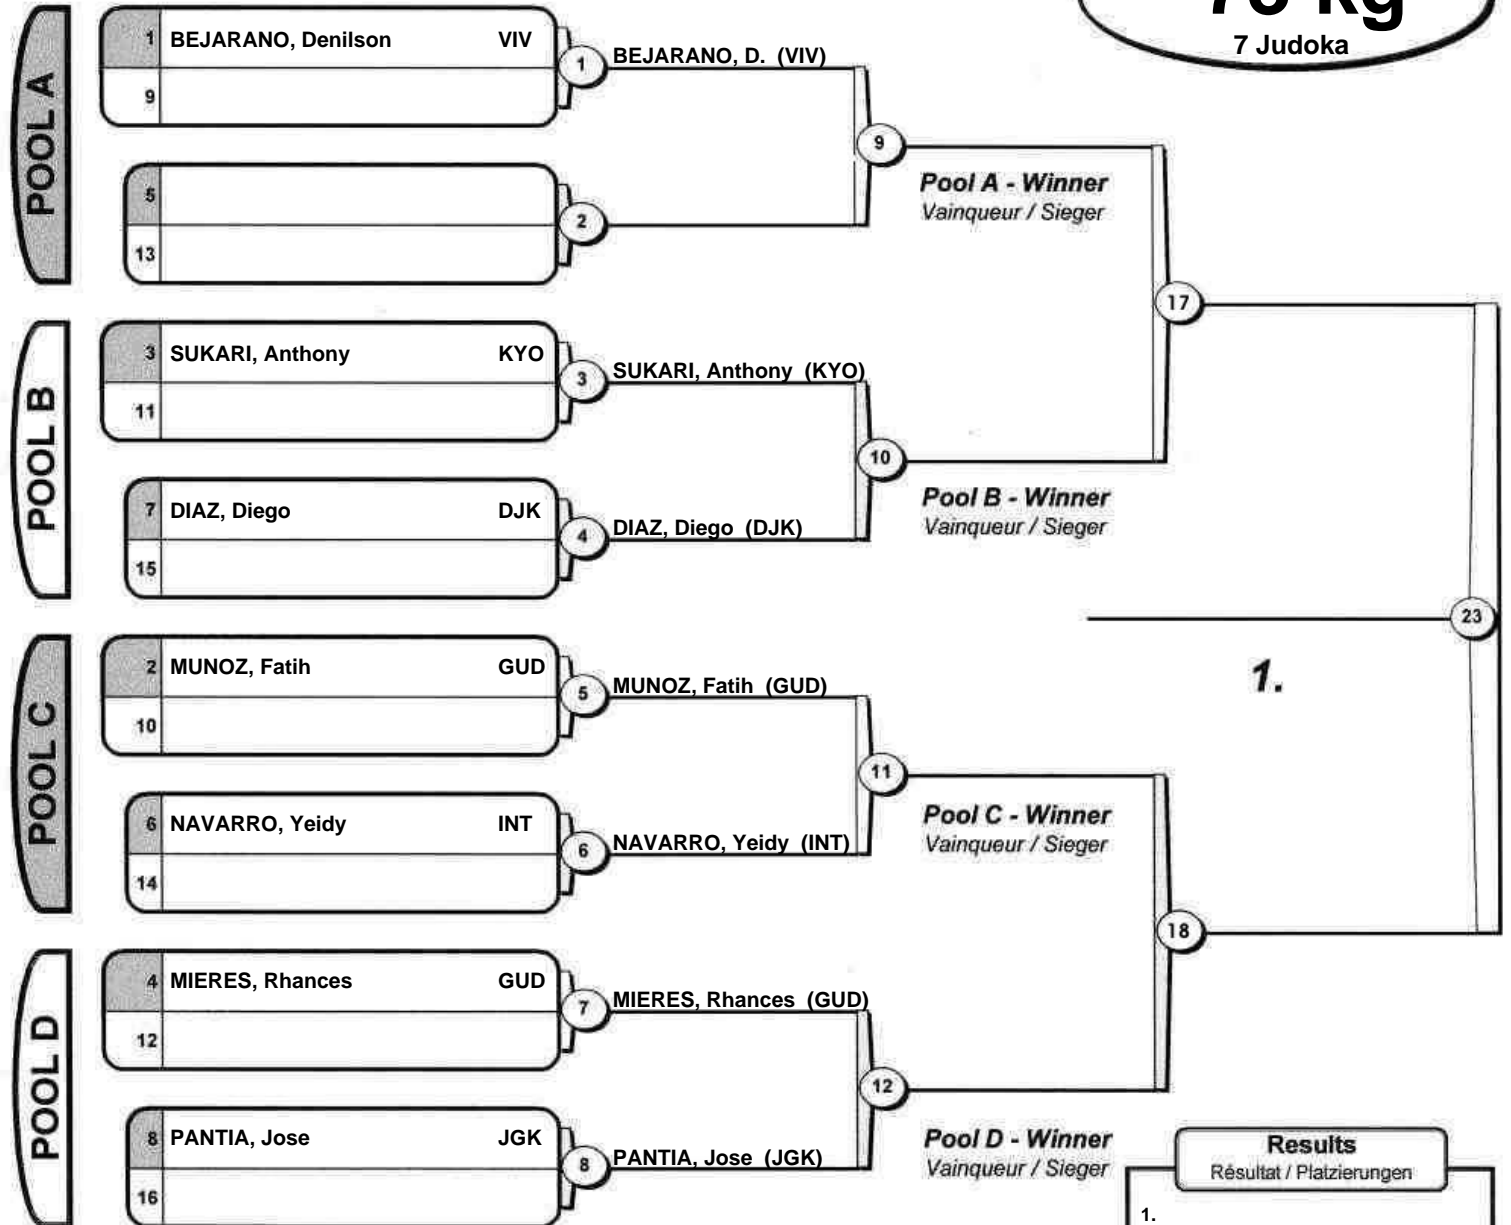 7 Judoka
POOL A
1 BEJARANO, Denilson VIV
9
1
BEJARANO, D. (VIV)
5
13
2
9
Pool A - Winner
Vainqueur / Sieger
POOL B
3 SUKARI, Anthony KYO
11
3
SUKARI, Anthony (KYO)
7 DIAZ, Diego DJK
15
4
DIAZ, Diego (DJK)
10
Pool B - Winner
Vainqueur / Sieger
17
POOL C
2 MUNOZ, Fatih GUD
10
5
MUNOZ, Fatih (GUD)
6 NAVARRO, Yeidy INT
14
6
NAVARRO, Yeidy (INT)
11
Pool C - Winner
Vainqueur / Sieger
23
1.
POOL D
4 MIERES, Rhances GUD
12
7
MIERES, Rhances (GUD)
8 PANTIA, Jose JGK
16
8
PANTIA, Jose (JGK)
12
Pool D - Winner
Vainqueur / Sieger
18
Results
Résultat / Platzierungen
1.